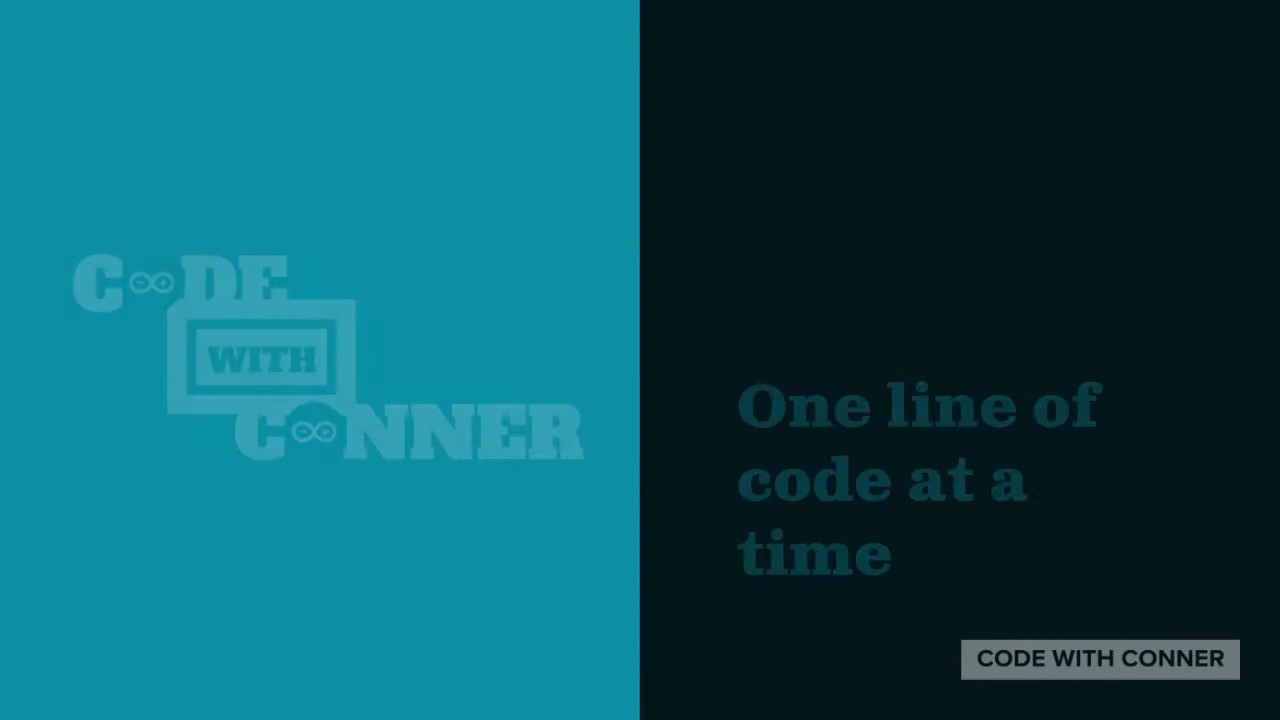 CODE
WITH
CONNER
One line of
code at a
time
CODE WITH CONNER